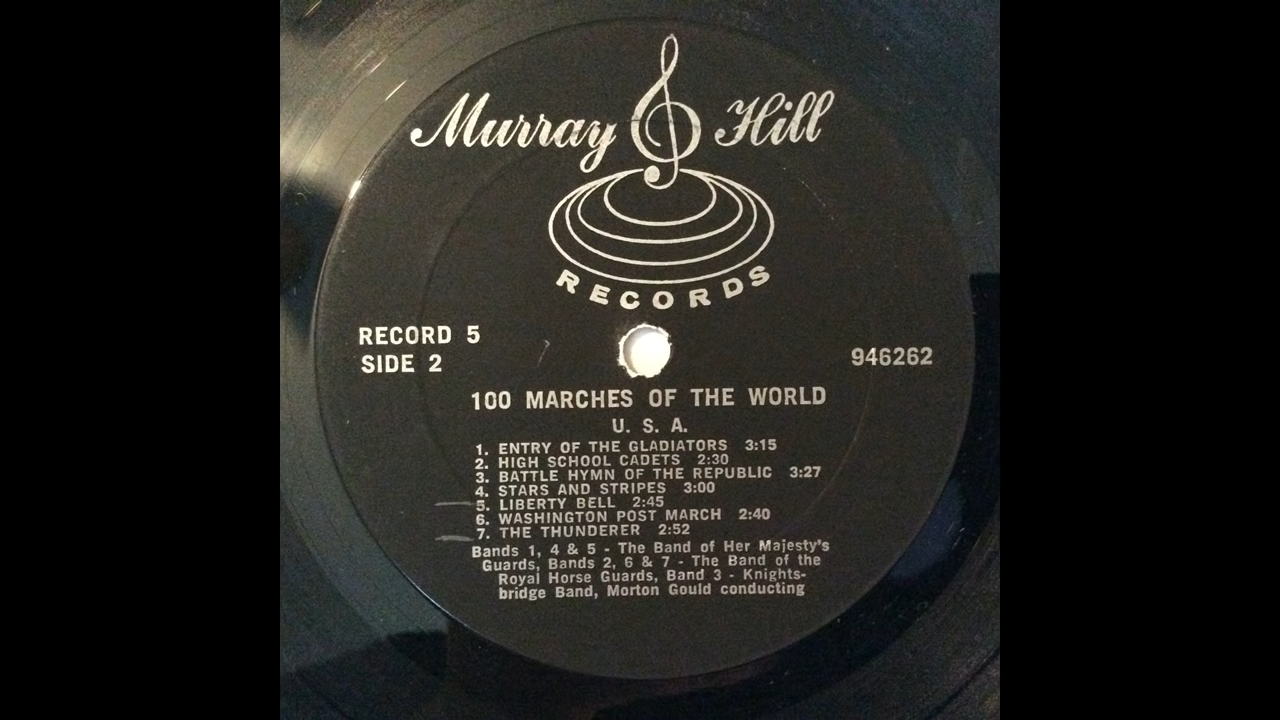 Murray Hill
RECORDS
RECORD 5
SIDE 2
946262
100 MARCHES OF THE WORLD
U. S. A.
1. ENTRY OF THE GLADIATORS 3:15
2. HIGH SCHOOL CADETS 2:30
3. BATTLE HYMN OF THE REPUBLIC 3:27
4. STARS AND STRIPES 3:00
5. LIBERTY BELL 2:45
6. WASHINGTON POST MARCH 2:40
7. THE THUNDERER 2:52
Bands 1, 4 & 5 - The Band of Her Majesty's
Guards, Bands 2, 6 & 7 - The Band of the
Royal Horse Guards, Band 3 - Knights-
bridge Band, Morton Gould conducting